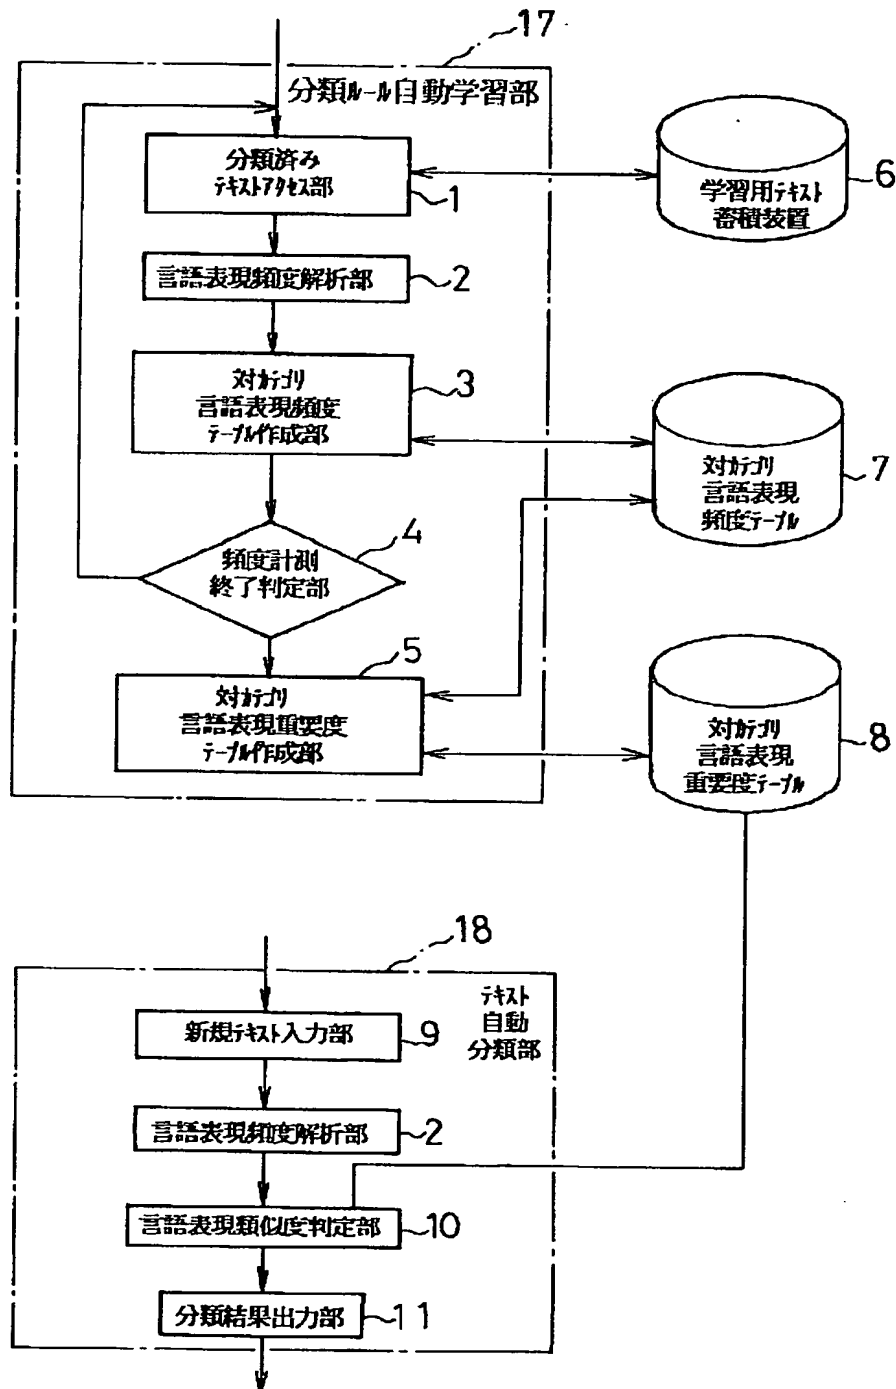 17
分類ルール自動学習部
分類済み
テキストアクセス部
1
学習用テキスト
蓄積装置
6
言語表現頻度解析部
2
対カテゴリ
言語表現頻度
テーブル作成部
3
対カテゴリ
言語表現
頻度テーブル
7
頻度計測
終了判定部
4
対カテゴリ
言語表現重要度
テーブル作成部
5
対カテゴリ
言語表現
重要度テーブル
8
18
テキスト
自動
分類部
新規テキスト入力部
9
言語表現頻度解析部
2
言語表現類似度判定部
10
分類結果出力部
11